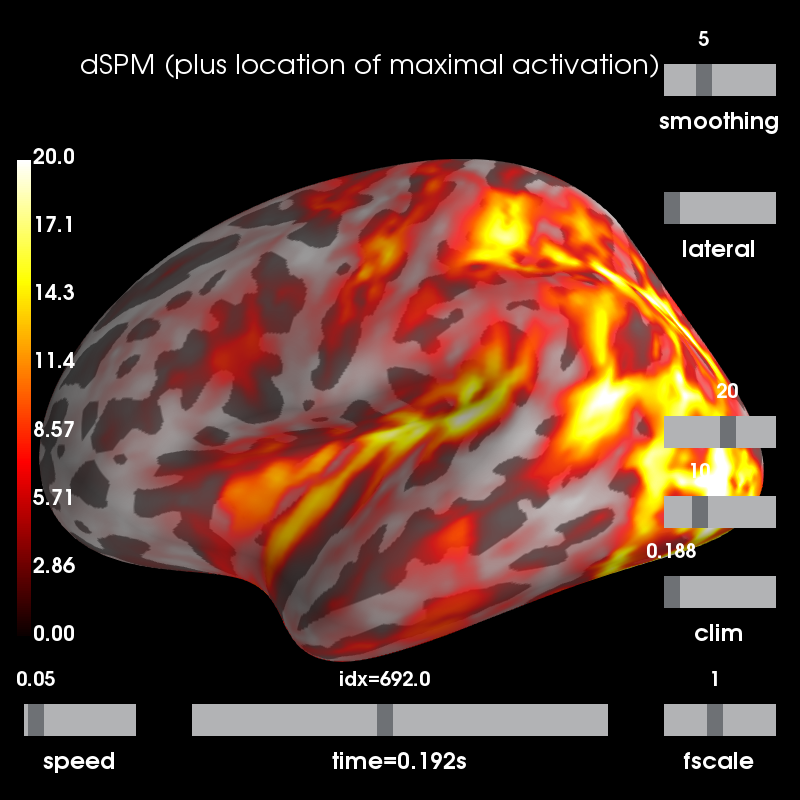 5
dSPM (plus location of maximal activation)
smoothing
20.0
17.1
lateral
14.3
11.4
20
8.57
5.71
0.188
2.86
0.00
clim
0.05
idx=692.0
1
speed
time=0.192s
fscale